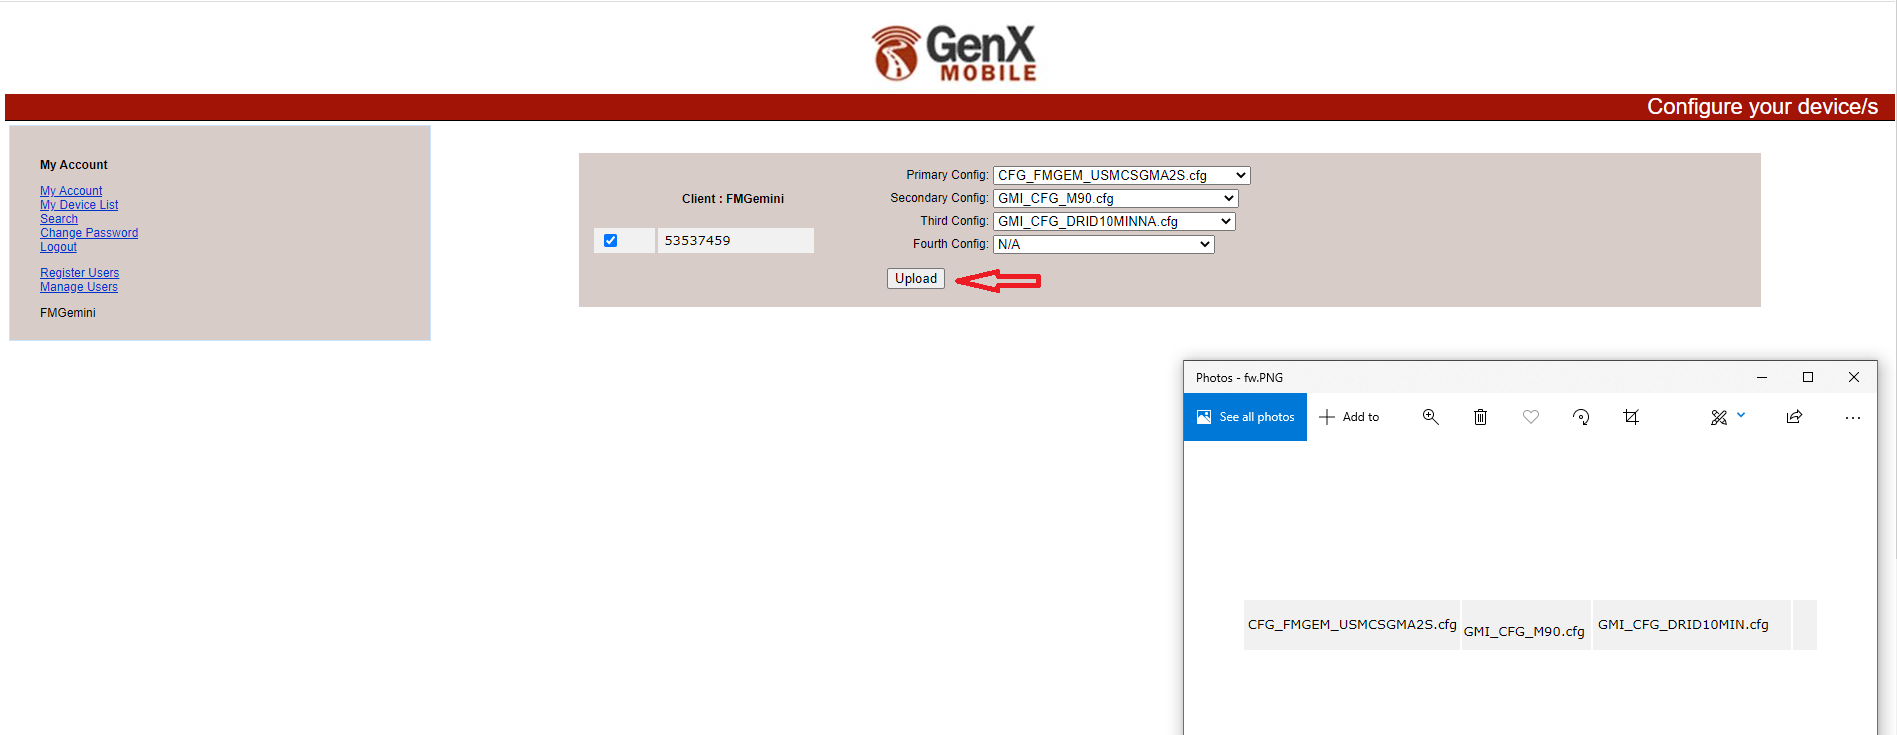 GenX
MOBILE
Configure your device/s
My Account
My Account
My Device List
Search
Change Password
Logout
Register Users
Manage Users
FMGemini
Client : FMGemini
53537459
Primary Config: CFG_FMGEM_USMCSGMA2S.cfg
Secondary Config: GMI_CFG_M90.cfg
Third Config: GMI_CFG_DRID10MINNA.cfg
Fourth Config: N/A
Upload
Photos - fw.PNG
See all photos
Add to
CFG_FMGEM_USMCSGMA2S.cfg GMI_CFG_M90.cfg GMI_CFG_DRID10MIN.cfg